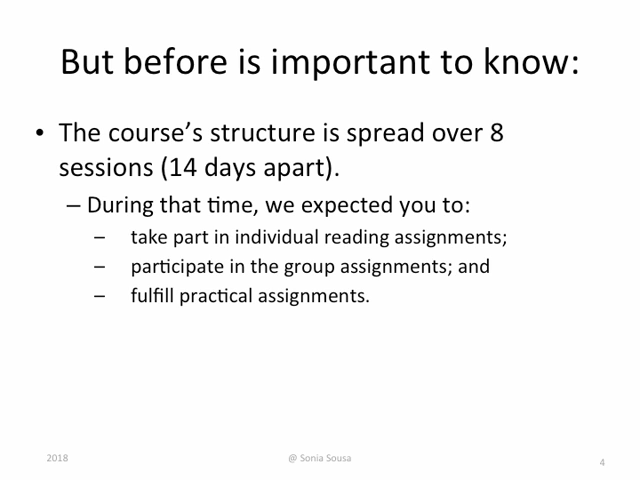 But before is important to know:
• The course’s structure is spread over 8
sessions (14 days apart).
– During that time, we expected you to:
– take part in individual reading assignments;
– participate in the group assignments; and
– fulfill practical assignments.
2018 @ Sonia Sousa 4